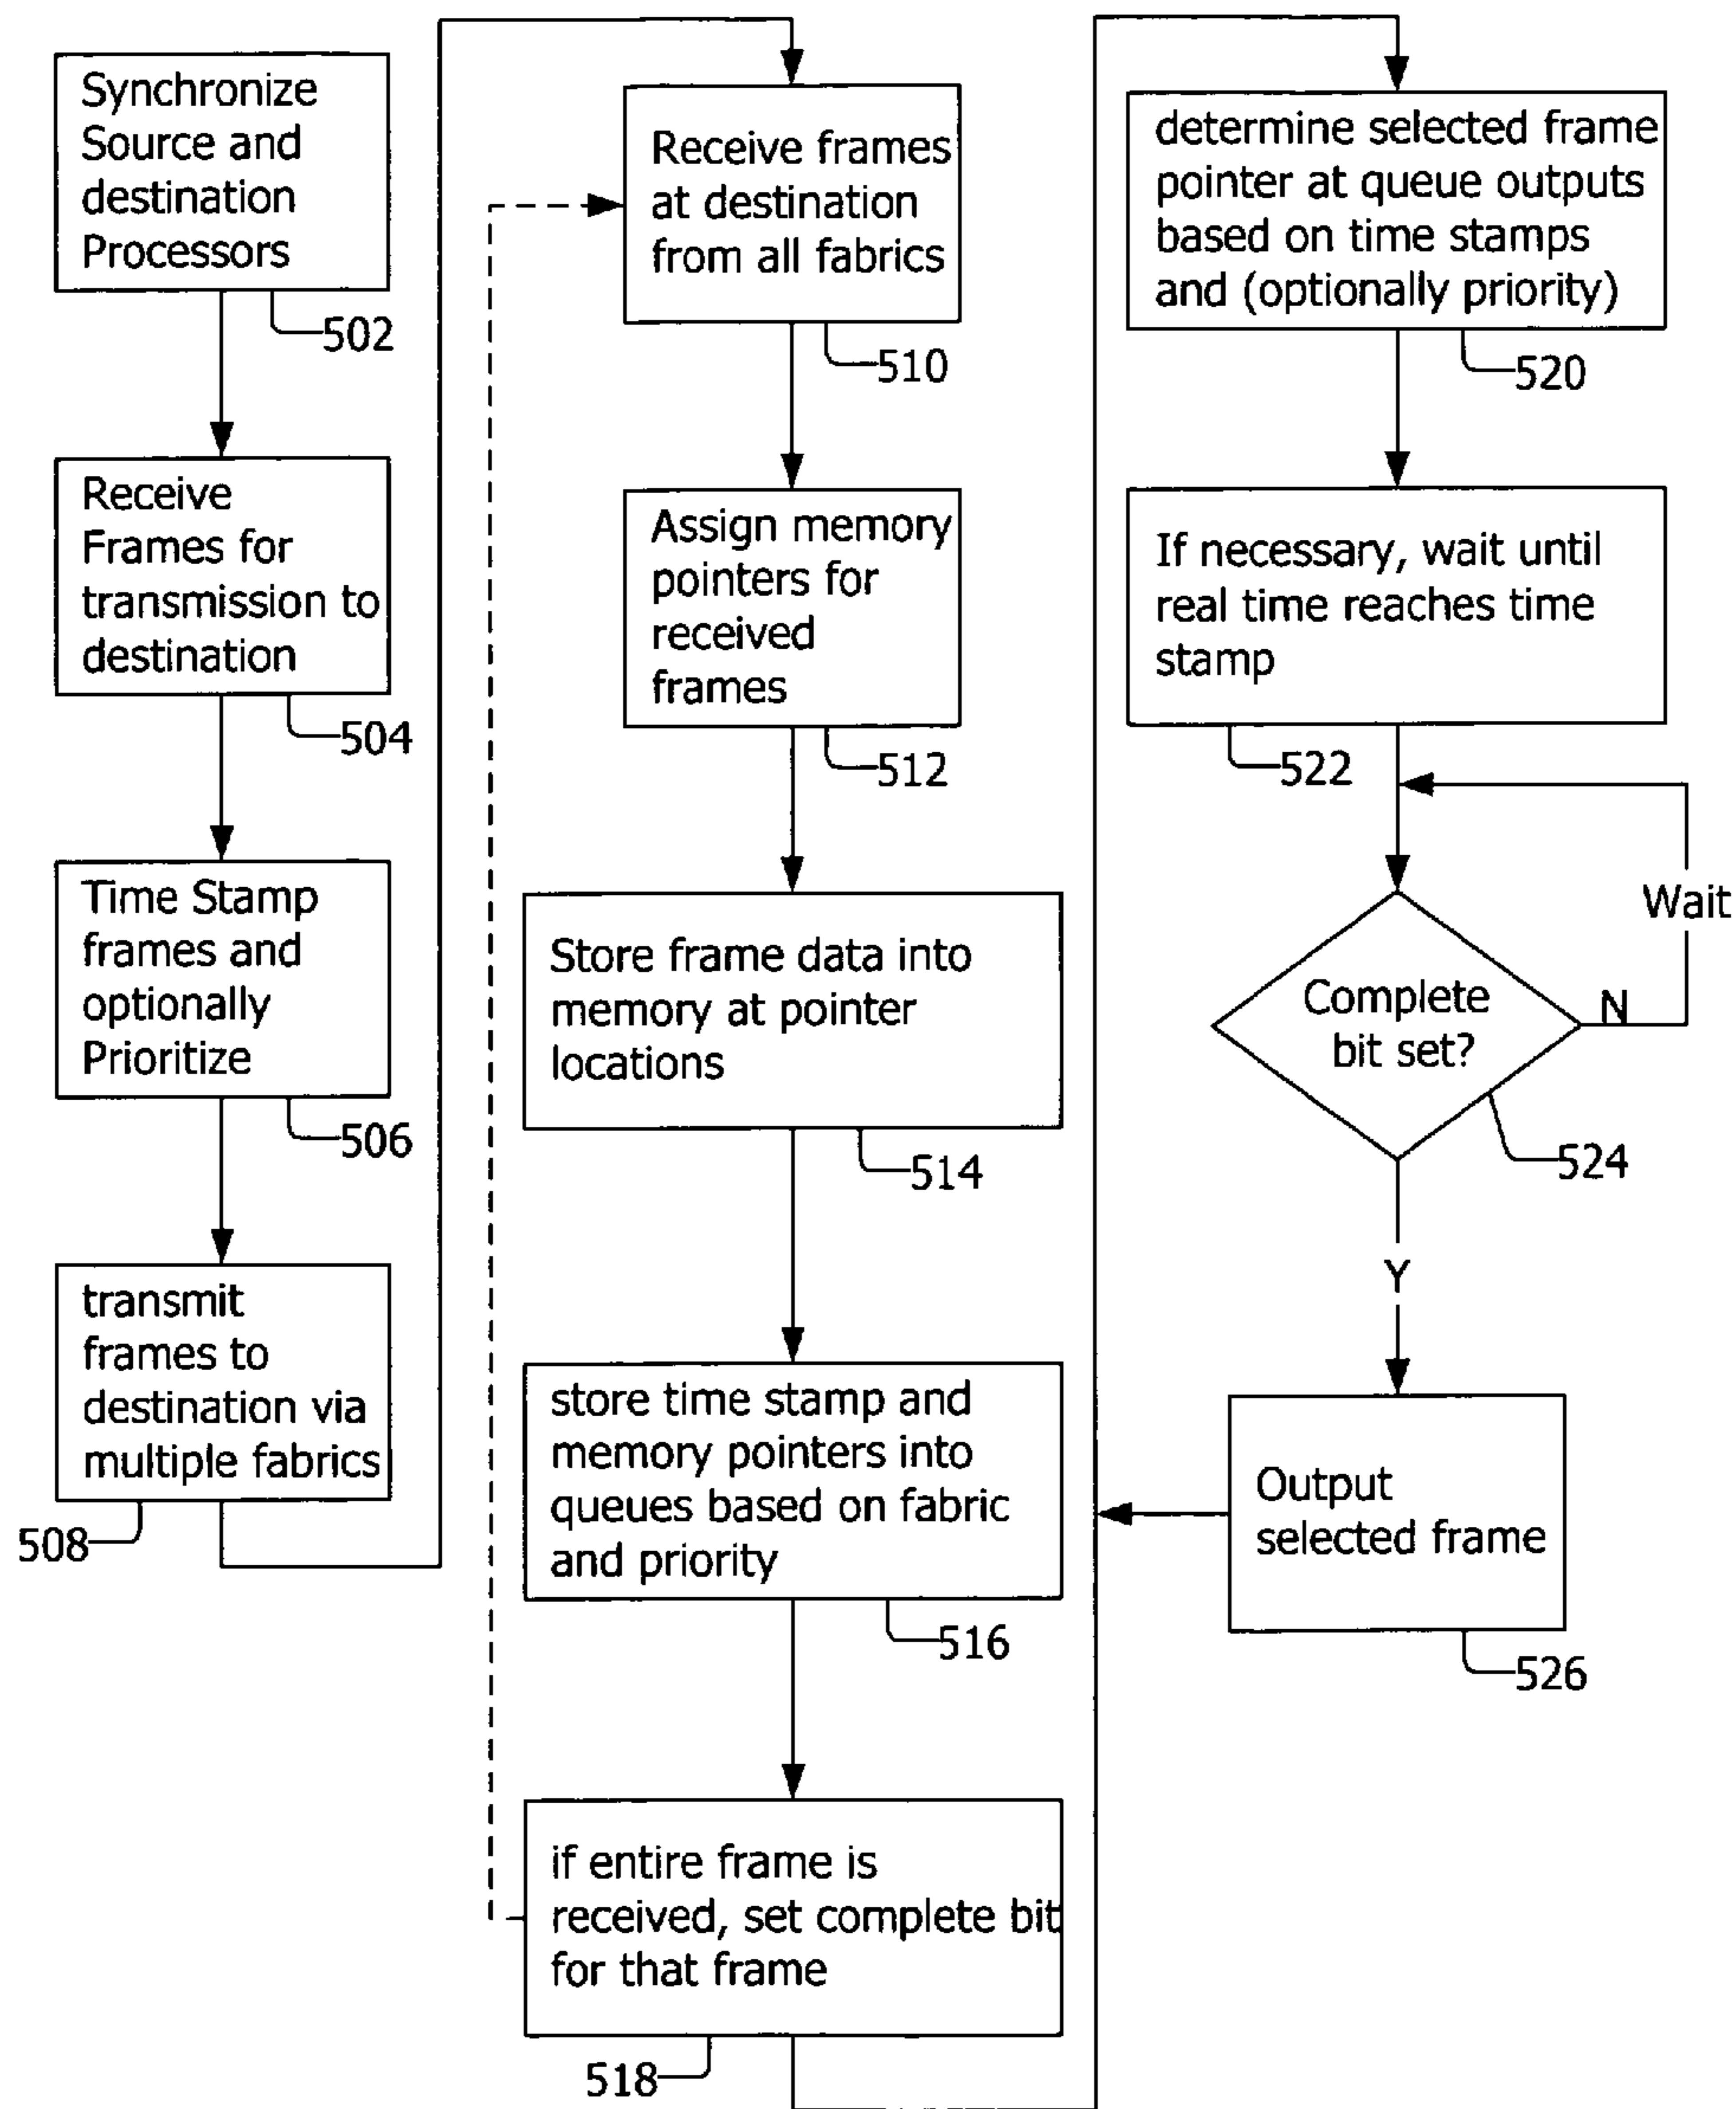 Synchronize
Source and
destination
Processors
502
Receive
Frames for
transmission to
destination
504
Time Stamp
frames and
optionally
Prioritize
506
transmit
frames to
destination via
multiple fabrics
508
Receive frames
at destination
from all fabrics
510
Assign memory
pointers for
received
frames
512
Store frame data into
memory at pointer
locations
514
store time stamp and
memory pointers into
queues based on fabric
and priority
516
if entire frame is
received, set complete bit
for that frame
518
determine selected frame
pointer at queue outputs
based on time stamps
and (optionally priority)
520
If necessary, wait until
real time reaches time
stamp
522
Wait
Complete
bit set?
N
524
Y
Output
selected frame
526